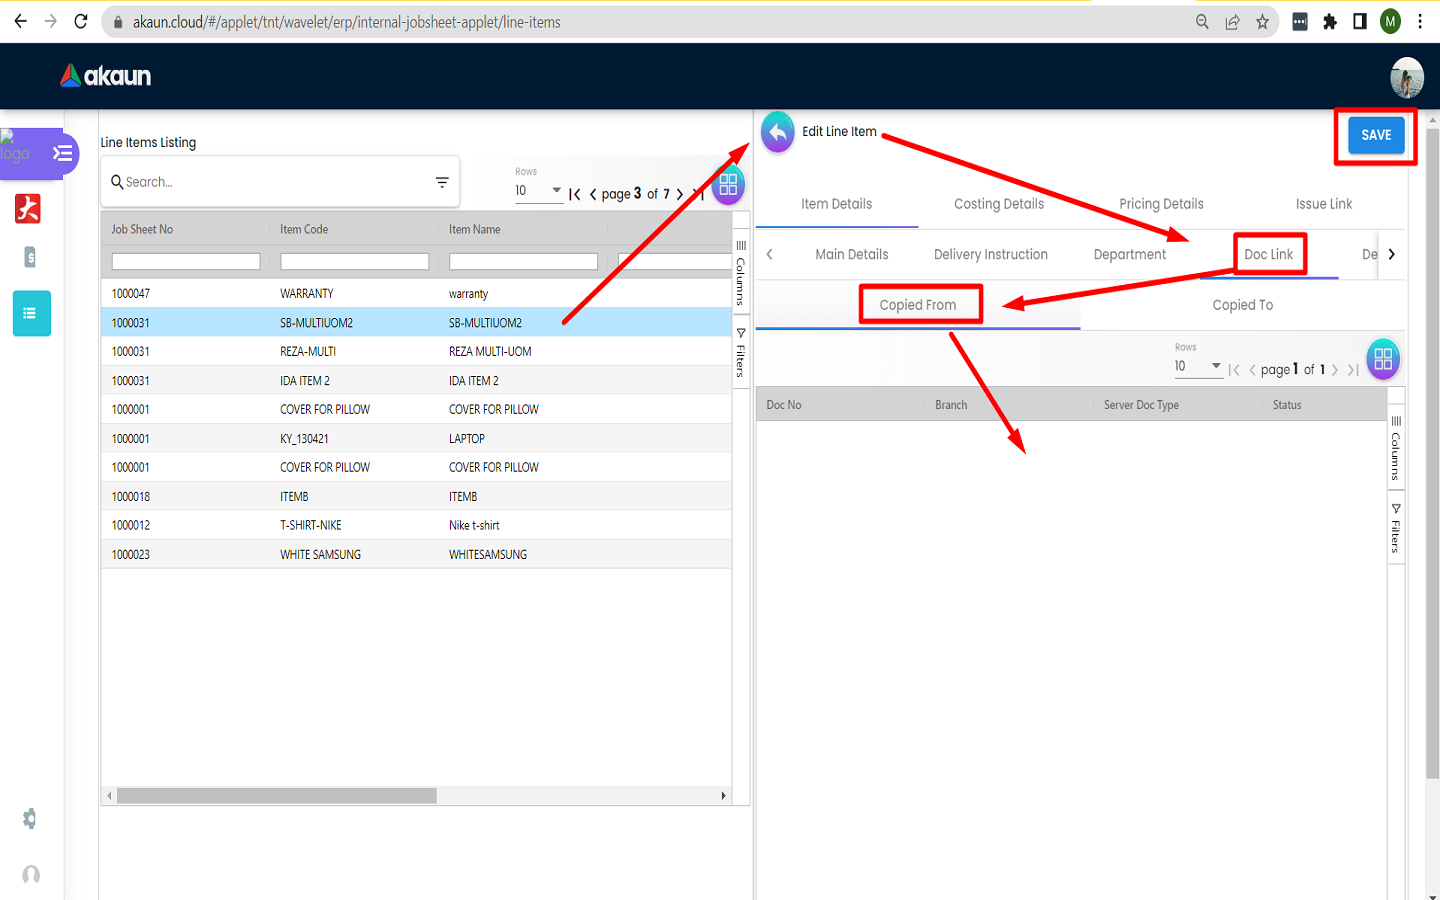 akaun.cloud/#/applet/tnt/wavelet/erp/internal-jobsheet-applet/line-items
M
akaun
logo
Line Items Listing
Search...
Rows
10
page 3 of 7
Job Sheet No Item Code Item Name
1000047 WARRANTY warranty
1000031 SB-MULTIUOM2 SB-MULTIUOM2
1000031 REZA-MULTI REZA MULTI-UOM
1000031 IDA ITEM 2 IDA ITEM 2
1000001 COVER FOR PILLOW COVER FOR PILLOW
1000001 KY_130421 LAPTOP
1000001 COVER FOR PILLOW COVER FOR PILLOW
1000018 ITEMB ITEMB
1000012 T-SHIRT-NIKE Nike t-shirt
1000023 WHITE SAMSUNG WHITESAMSUNG
Columns
Filters
Edit Line Item
SAVE
Item Details Costing Details Pricing Details Issue Link
Main Details Delivery Instruction Department Doc Link De
Copied From Copied To
Rows
10
page 1 of 1
Doc No Branch Server Doc Type Status
Columns
Filters